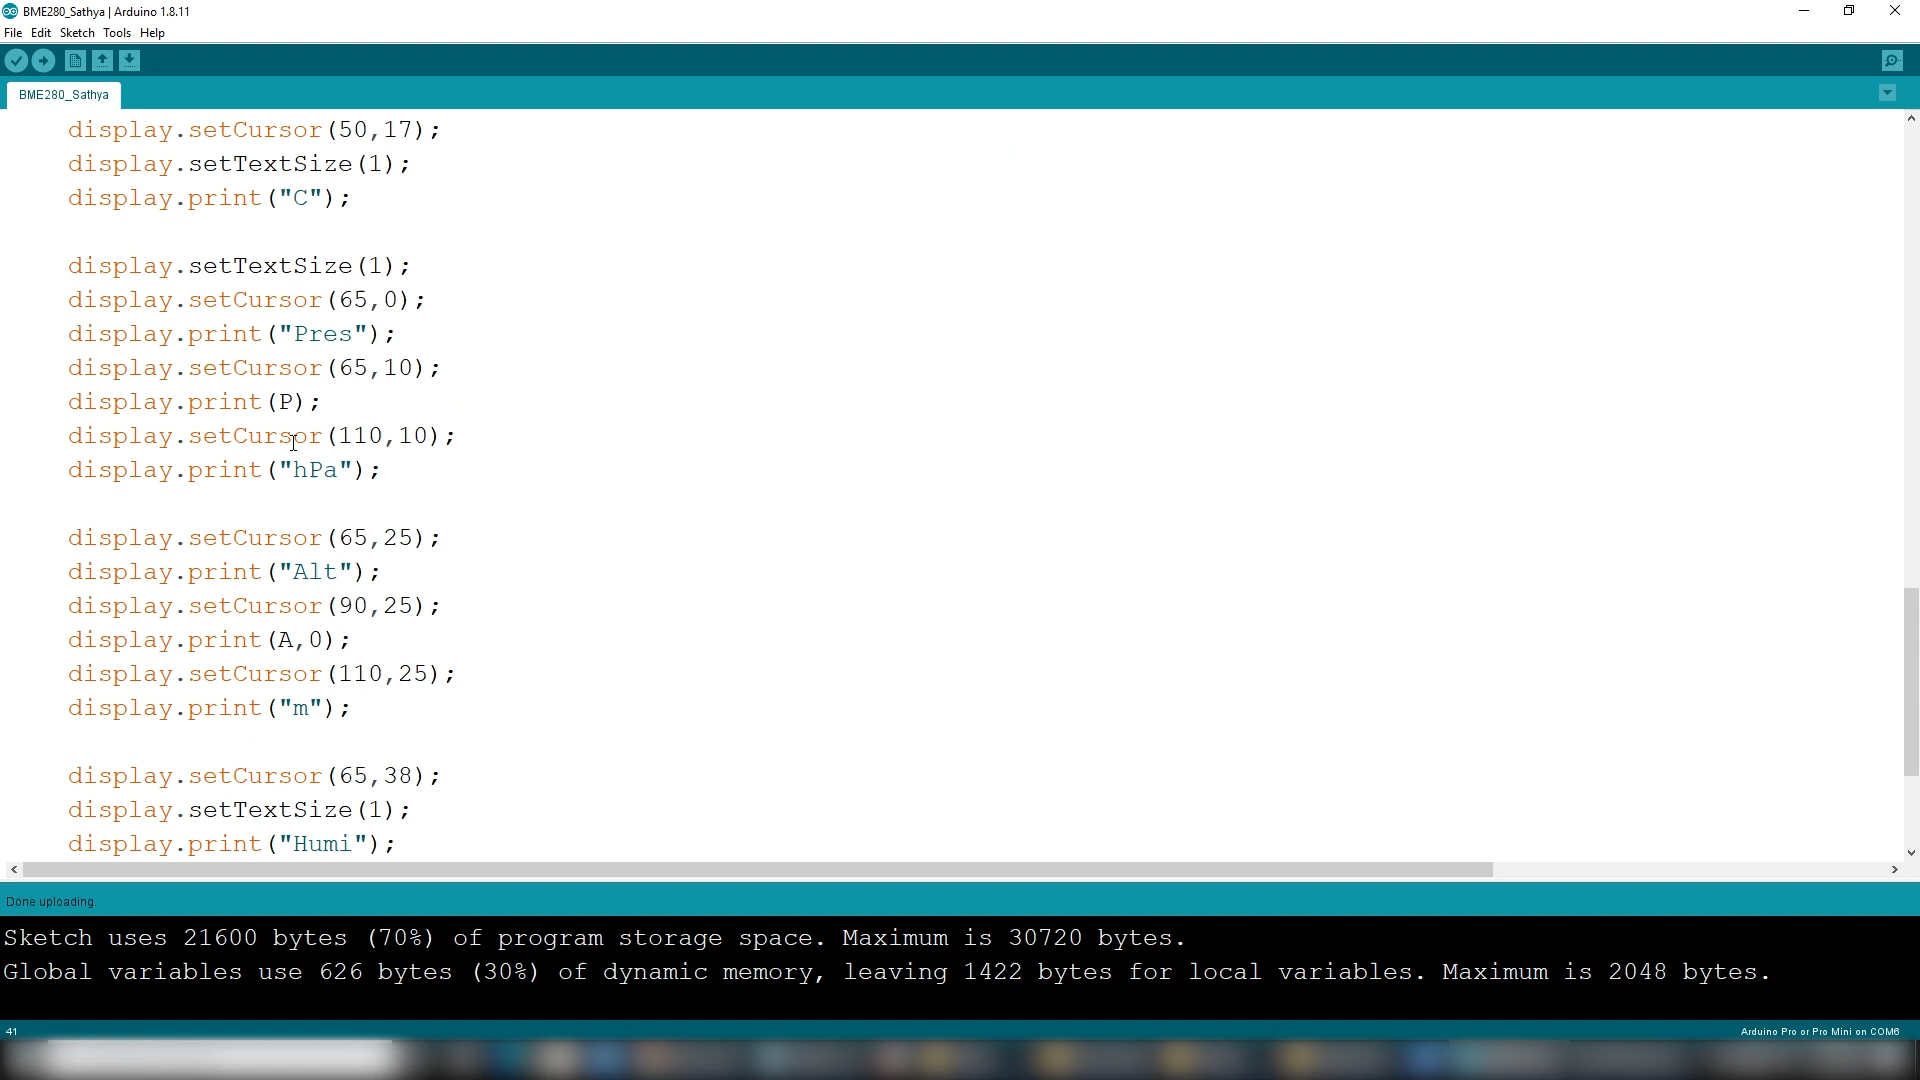 BME280_Sathya | Arduino 1.8.11
File Edit Sketch Tools Help
BME280_Sathya
display.setCursor(50,17);
display.setTextSize(1);
display.print("C");
display.setTextSize(1);
display.setCursor(65,0);
display.print("Pres");
display.setCursor(65,10);
display.print(P);
display.setCursor(110,10);
display.print("hPa");
display.setCursor(65,25);
display.print("Alt");
display.setCursor(90,25);
display.print(A,0);
display.setCursor(110,25);
display.print("m");
display.setCursor(65,38);
display.setTextSize(1);
display.print("Humi");
Done uploading.
Sketch uses 21600 bytes (70%) of program storage space. Maximum is 30720 bytes.
Global variables use 626 bytes (30%) of dynamic memory, leaving 1422 bytes for local variables. Maximum is 2048 bytes.
41
Arduino Pro or Pro Mini on COM6